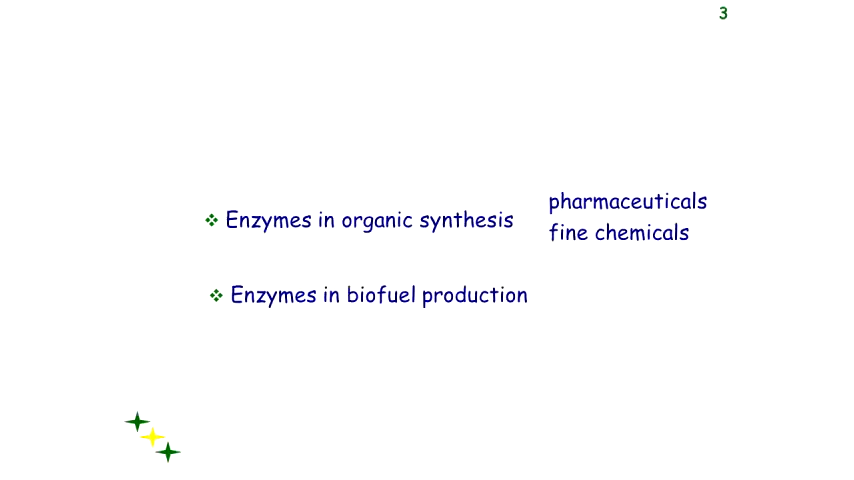 3
pharmaceuticals
❖ Enzymes in organic synthesis
fine chemicals
❖ Enzymes in biofuel production